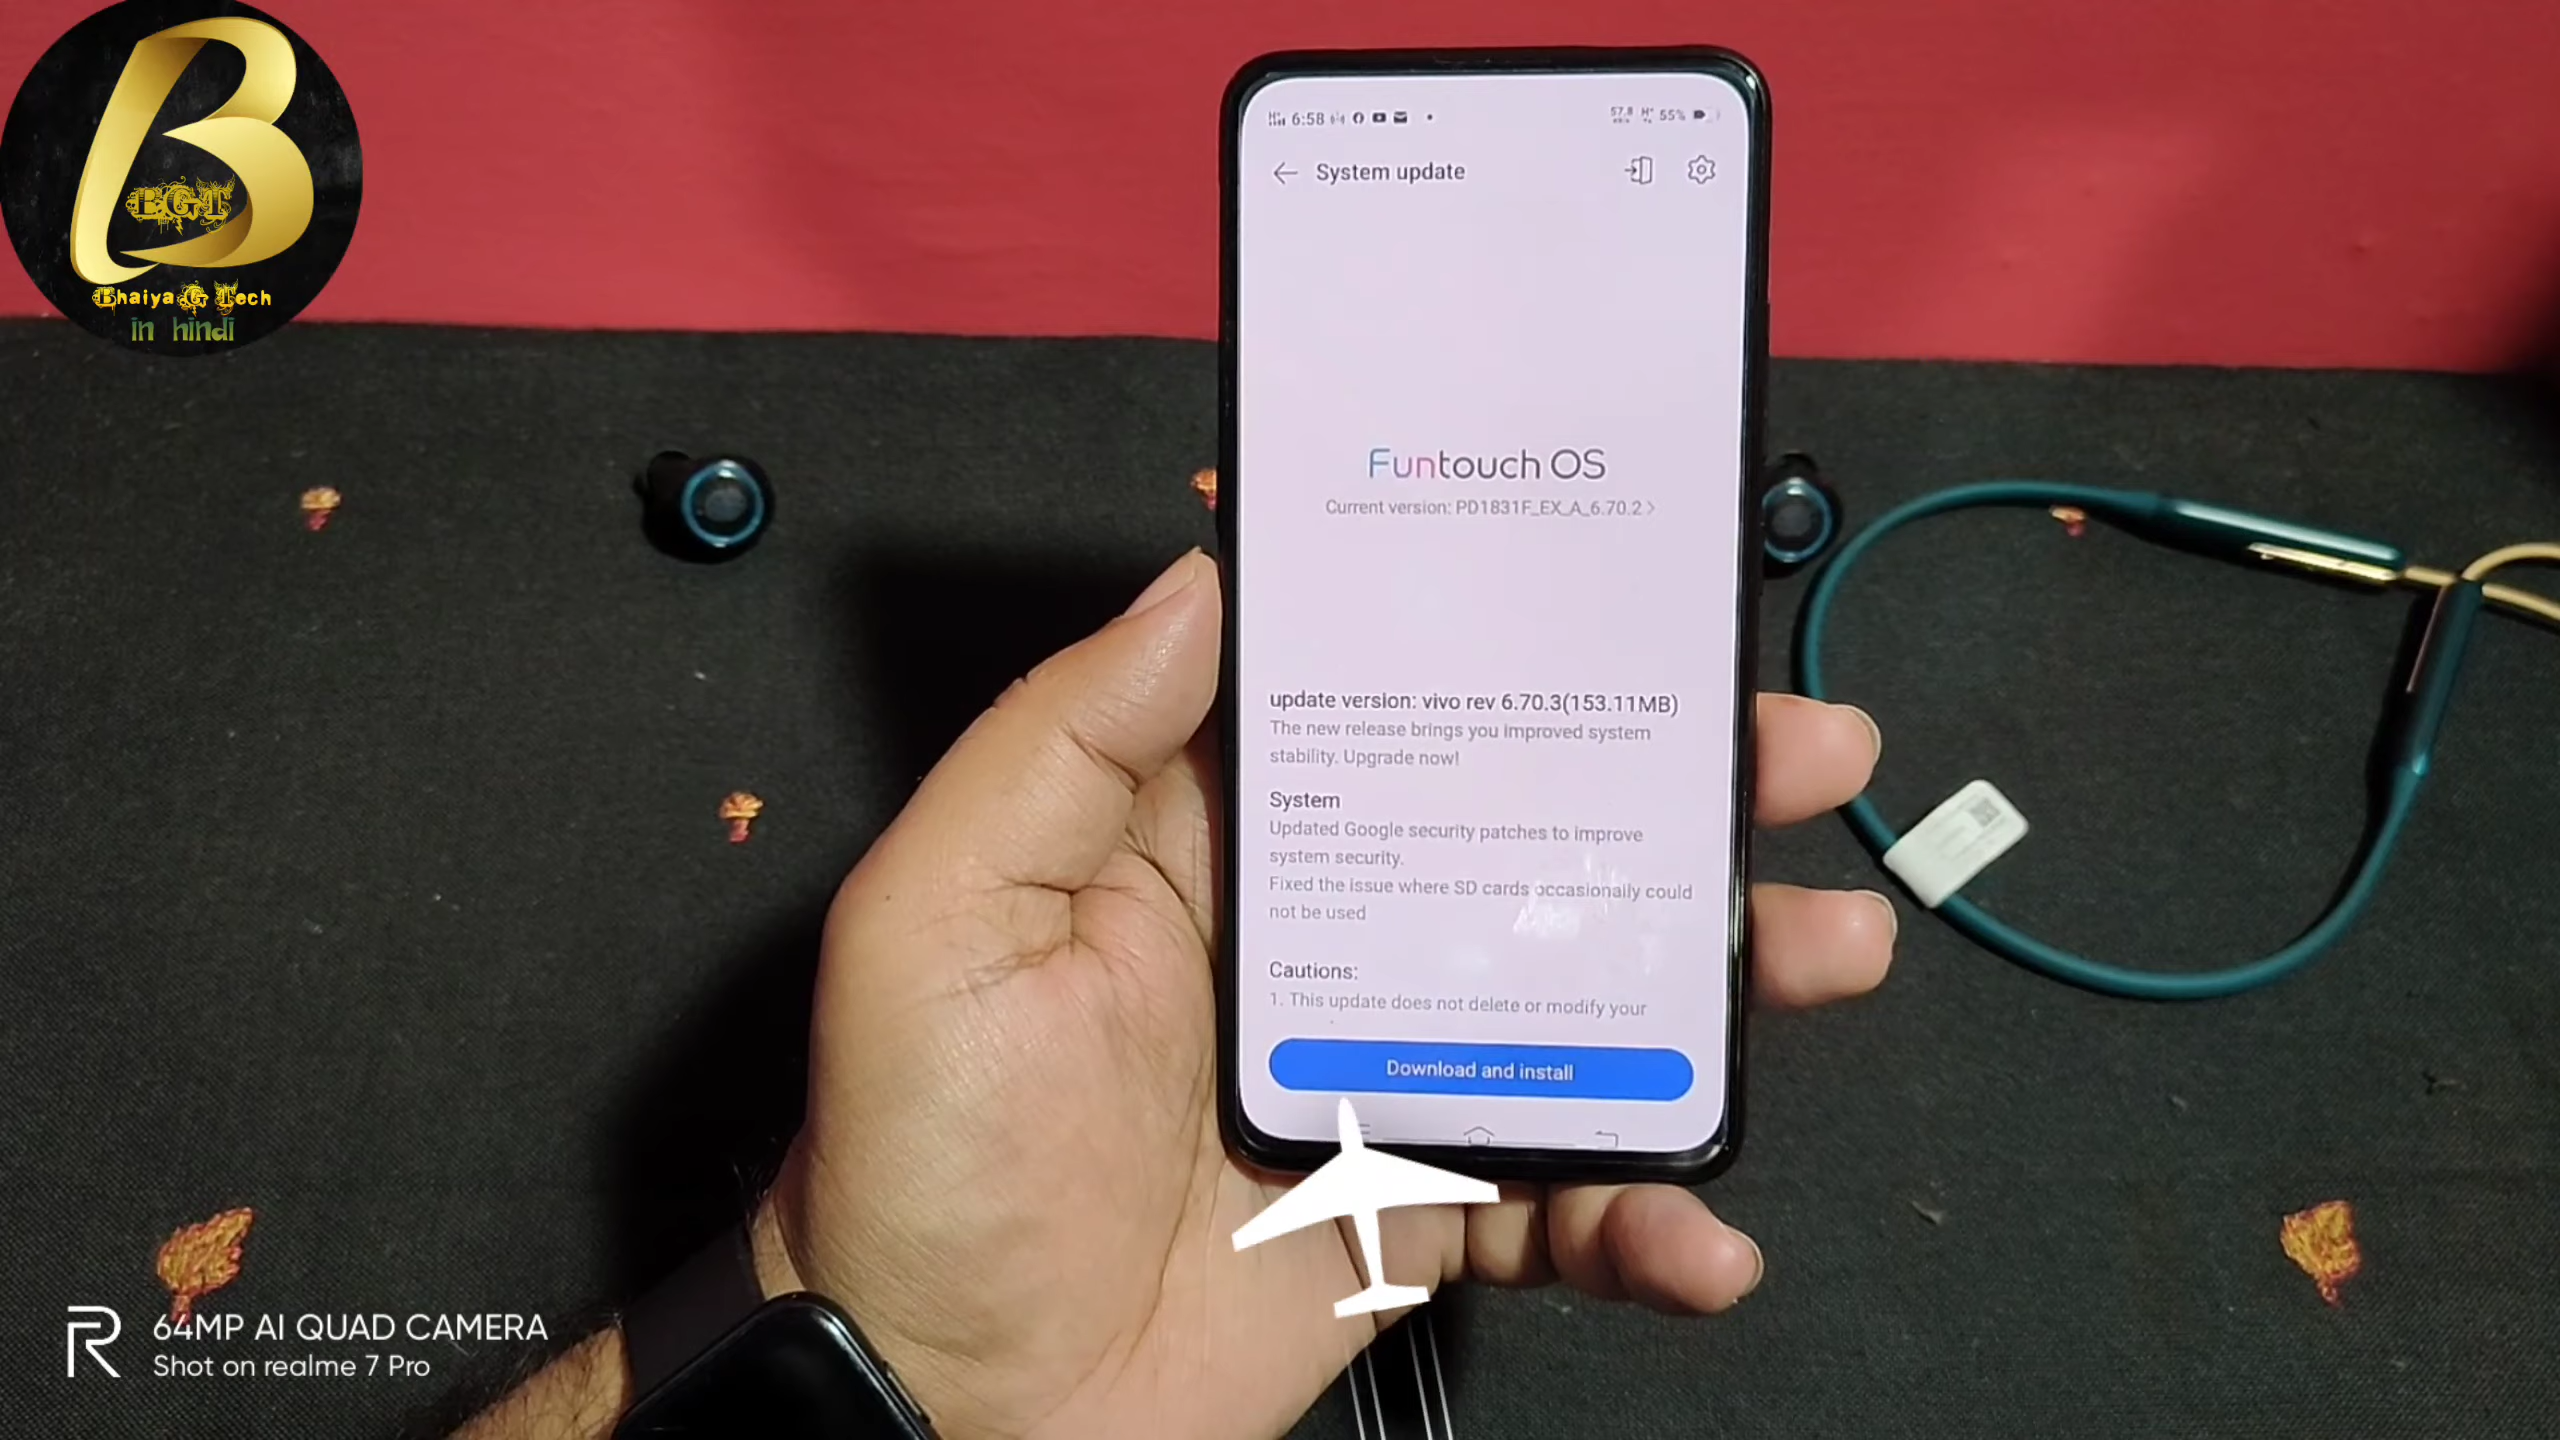 BGT
Bhaiya G Tech
in hindi
6:58
57.8
55%
System update
Funtouch OS
Current version: PD1831F_EX_A_6.70.2 >
update version: vivo rev 6.70.3(153.11MB)
The new release brings you improved system
stability. Upgrade now!
System
Updated Google security patches to improve
system security.
Fixed the issue where SD cards occasionally could
not be used
Cautions:
1. This update does not delete or modify your
Download and install
64MP AI QUAD CAMERA
Shot on realme 7 Pro